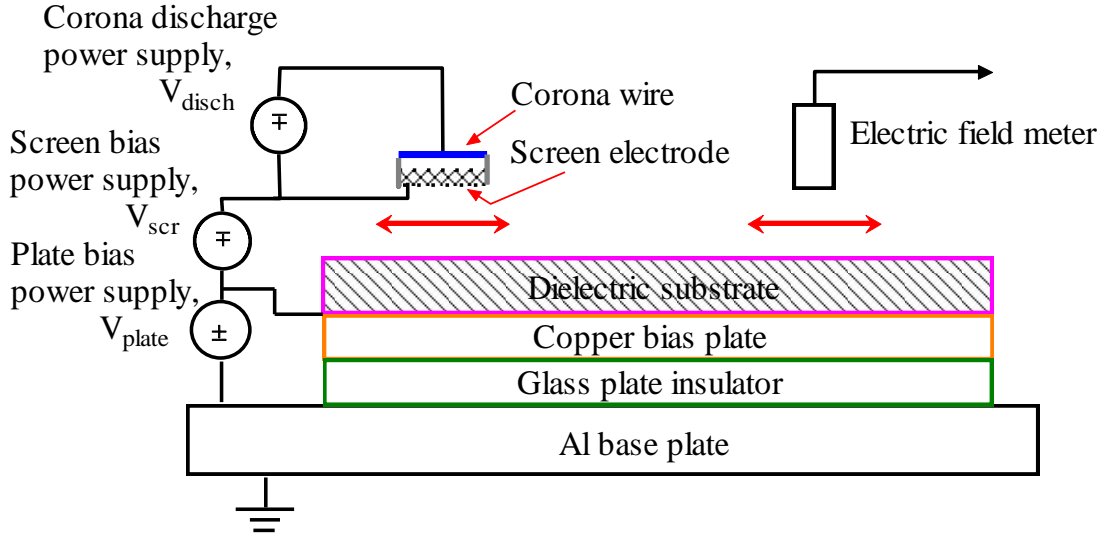 Corona discharge
power supply,
V_disch
Screen bias
power supply,
V_scr
Plate bias
power supply,
V_plate
∓
∓
±
Corona wire
Screen electrode
Electric field meter
Dielectric substrate
Copper bias plate
Glass plate insulator
Al base plate